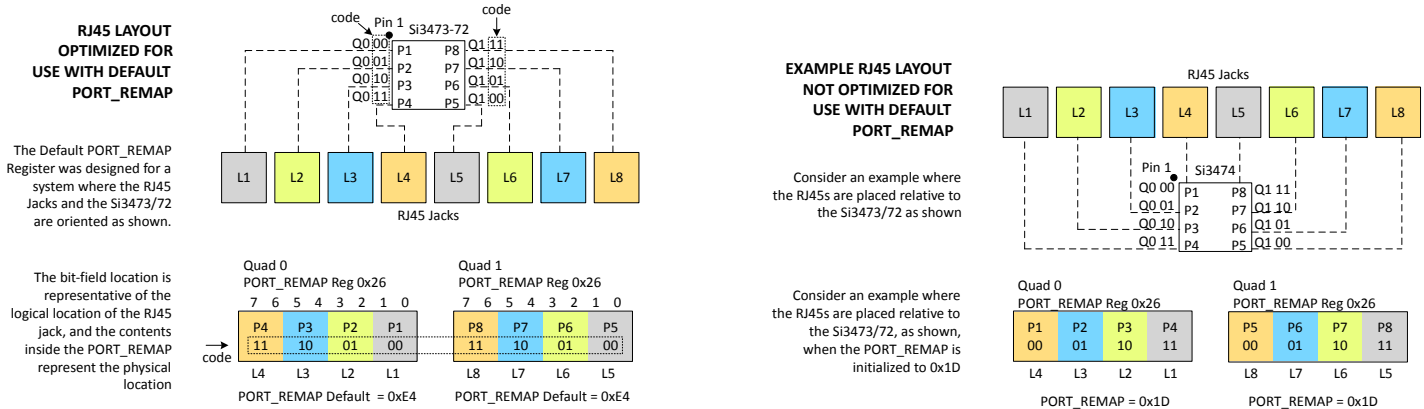 RJ45 LAYOUT
OPTIMIZED FOR
USE WITH DEFAULT
PORT_REMAP
code
Pin 1
code
Si3473-72
Q0 00 P1 P8 Q1 11
Q0 01 P2 P7 Q1 10
Q0 10 P3 P6 Q1 01
Q0 11 P4 P5 Q1 00
The Default PORT_REMAP
Register was designed for a
system where the RJ45
Jacks and the Si3473/72
are oriented as shown.
L1 L2 L3 L4 L5 L6 L7 L8
RJ45 Jacks
The bit-field location is
representative of the
logical location of the RJ45
jack, and the contents
inside the PORT_REMAP
represent the physical
location
code
Quad 0
PORT_REMAP Reg 0x26
7 6 5 4 3 2 1 0
P4 P3 P2 P1
11 10 01 00
L4 L3 L2 L1
PORT_REMAP Default = 0xE4
Quad 1
PORT_REMAP Reg 0x26
7 6 5 4 3 2 1 0
P8 P7 P6 P5
11 10 01 00
L8 L7 L6 L5
PORT_REMAP Default = 0xE4
EXAMPLE RJ45 LAYOUT
NOT OPTIMIZED FOR
USE WITH DEFAULT
PORT_REMAP
RJ45 Jacks
L1 L2 L3 L4 L5 L6 L7 L8
Consider an example where
the RJ45s are placed relative to
the Si3473/72 as shown
Pin 1
Si3474
Q0 00 P1 P8 Q1 11
Q0 01 P2 P7 Q1 10
Q0 10 P3 P6 Q1 01
Q0 11 P4 P5 Q1 00
Consider an example where
the RJ45s are placed relative to
the Si3473/72, as shown,
when the PORT_REMAP is
initialized to 0x1D
Quad 0
PORT_REMAP Reg 0x26
P1 P2 P3 P4
00 01 10 11
L4 L3 L2 L1
PORT_REMAP = 0x1D
Quad 1
PORT_REMAP Reg 0x26
P5 P6 P7 P8
00 01 10 11
L8 L7 L6 L5
PORT_REMAP = 0x1D